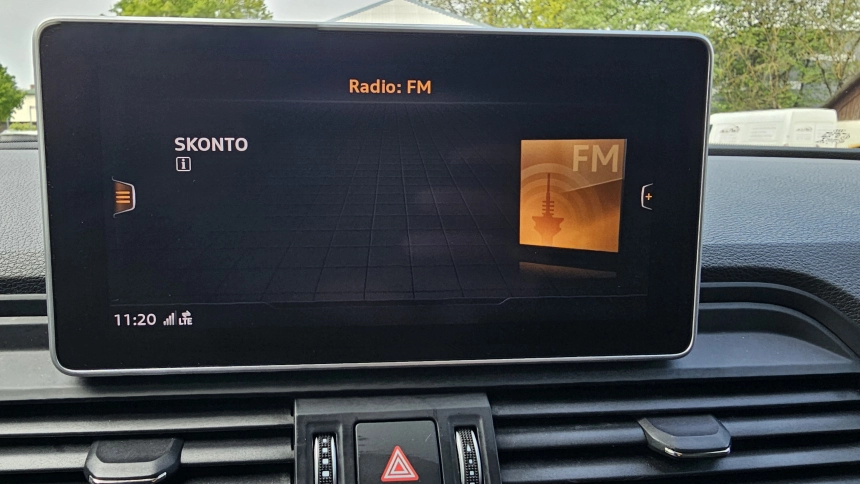 Radio: FM
SKONTO
i
FM
11:20 LTE